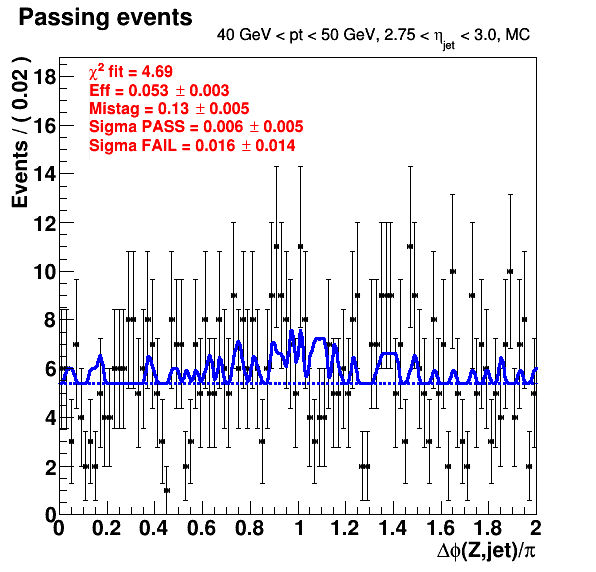 Passing events
40 GeV < pt < 50 GeV, 2.75 < η_jet < 3.0, MC
χ² fit = 4.69
Eff = 0.053 ± 0.003
Mistag = 0.13 ± 0.005
Sigma PASS = 0.006 ± 0.005
Sigma FAIL = 0.016 ± 0.014
Events / ( 0.02 )
18
16
14
12
10
8
6
4
2
0
0 0.2 0.4 0.6 0.8 1 1.2 1.4 1.6 1.8 2
Δϕ(Z,jet)/π